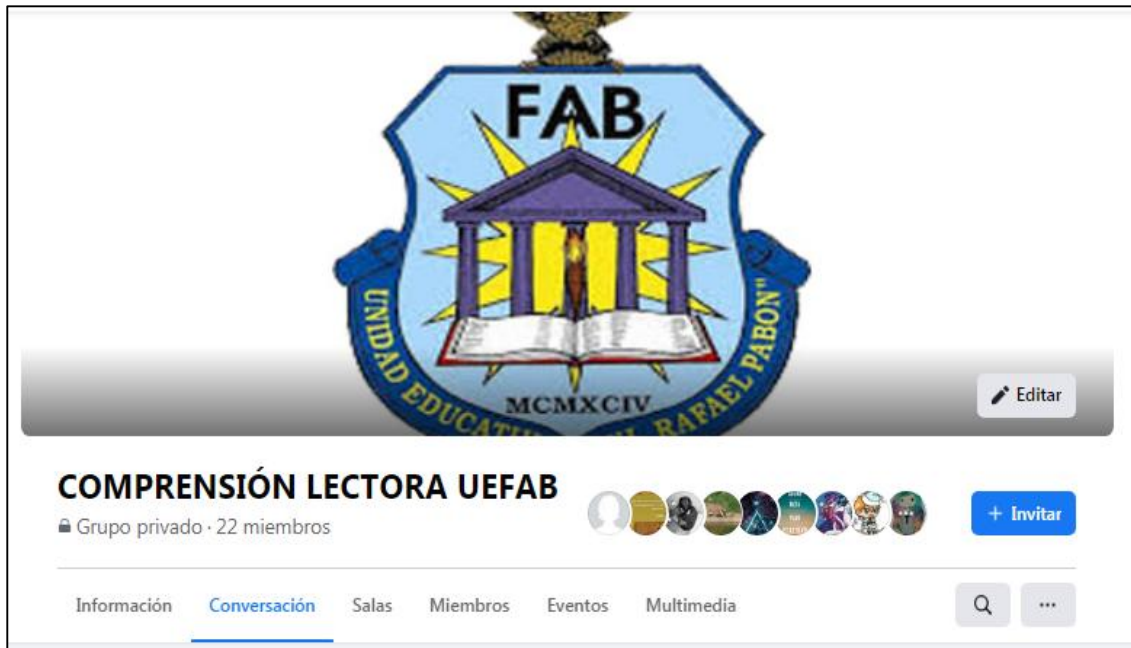 FAB
UNIDAD EDUCATIV RAFAEL PABON"
MCMXCIV
Editar
COMPRENSIÓN LECTORA UEFAB
Grupo privado · 22 miembros
+ Invitar
Información Conversación Salas Miembros Eventos Multimedia